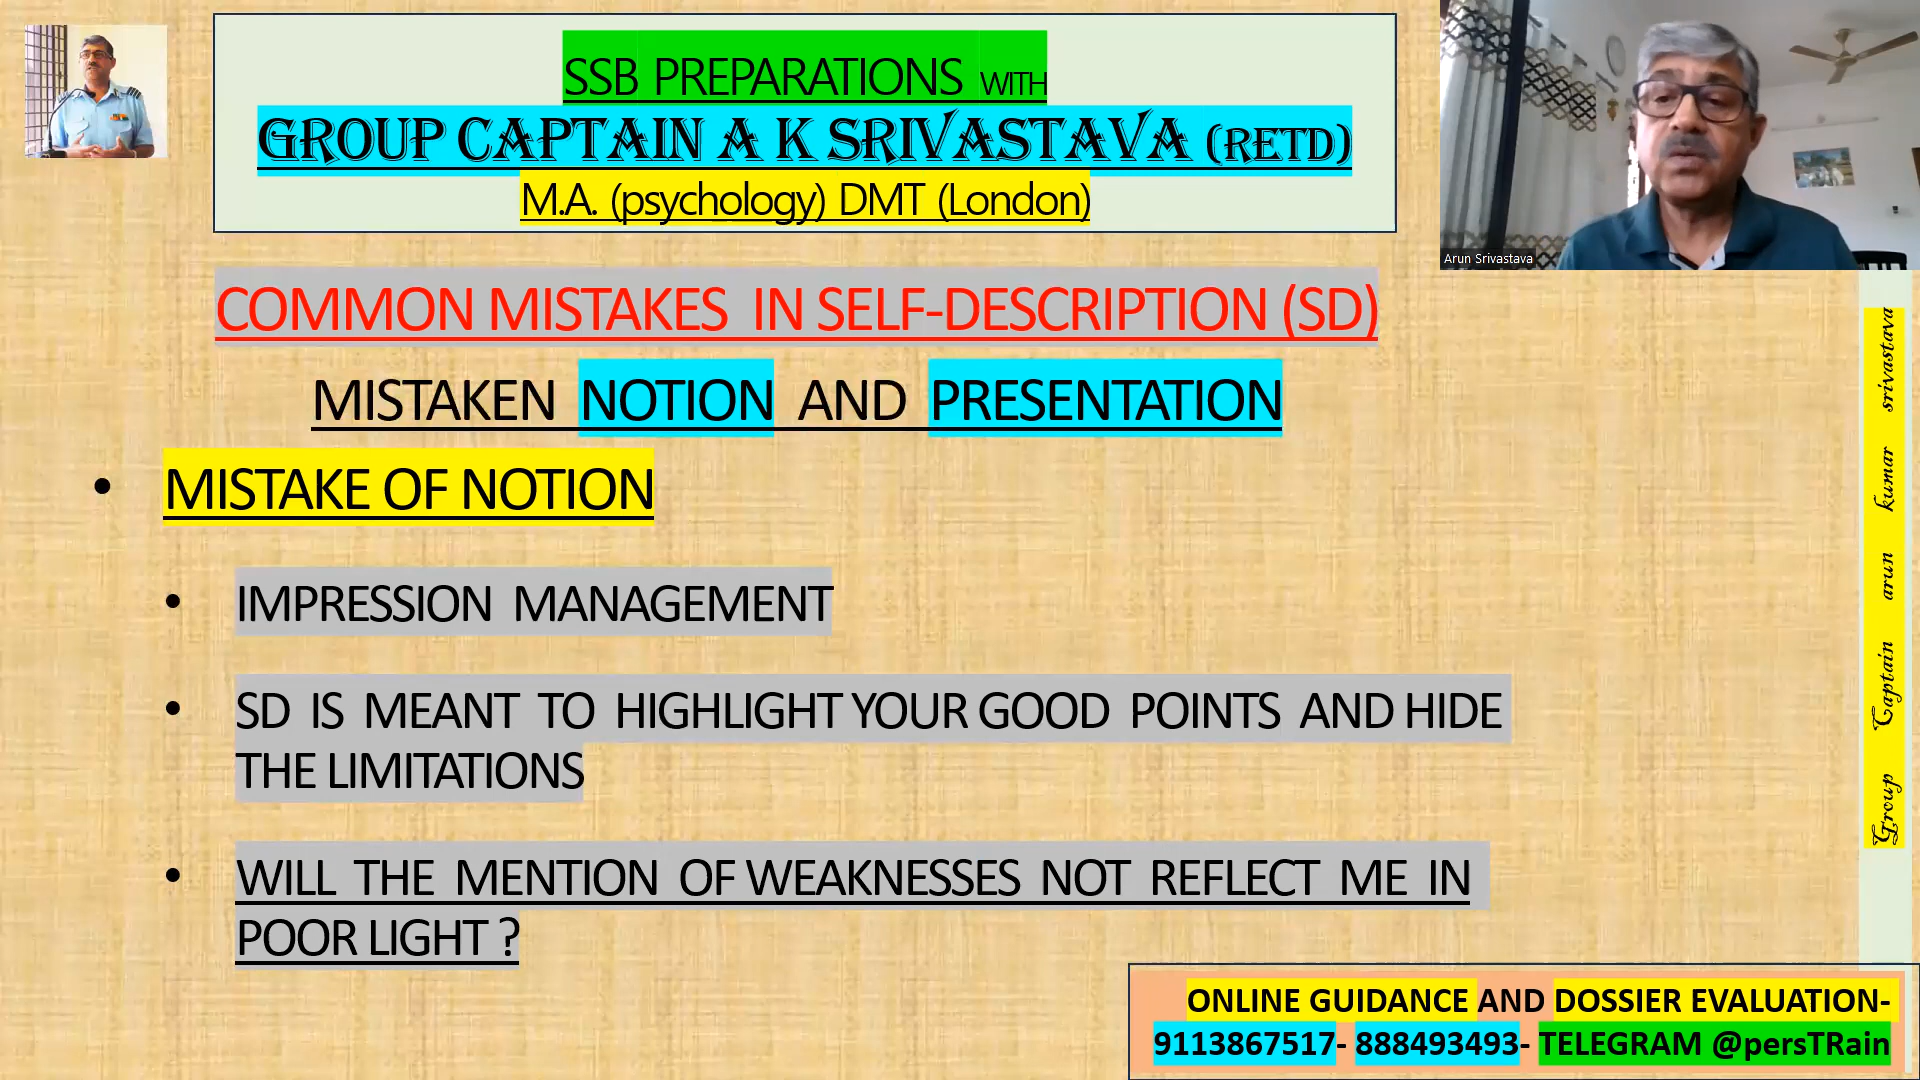 SSB PREPARATIONS WITH
GROUP CAPTAIN A K SRIVASTAVA (RETD)
M.A. (psychology) DMT (London)
Arun Srivastava
COMMON MISTAKES IN SELF-DESCRIPTION (SD)
MISTAKEN NOTION AND PRESENTATION
• MISTAKE OF NOTION
• IMPRESSION MANAGEMENT
• SD IS MEANT TO HIGHLIGHT YOUR GOOD POINTS AND HIDE
THE LIMITATIONS
• WILL THE MENTION OF WEAKNESSES NOT REFLECT ME IN
POOR LIGHT ?
Group Captain arun kumar srivastava
ONLINE GUIDANCE AND DOSSIER EVALUATION-
9113867517- 888493493- TELEGRAM @persTRain